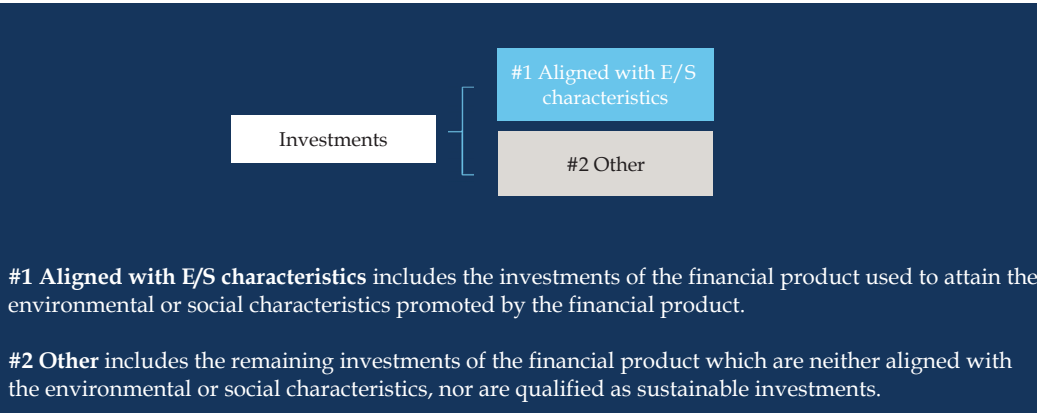 #1 Aligned with E/S
characteristics
Investments
#2 Other
#1 Aligned with E/S characteristics includes the investments of the financial product used to attain the
environmental or social characteristics promoted by the financial product.
#2 Other includes the remaining investments of the financial product which are neither aligned with
the environmental or social characteristics, nor are qualified as sustainable investments.